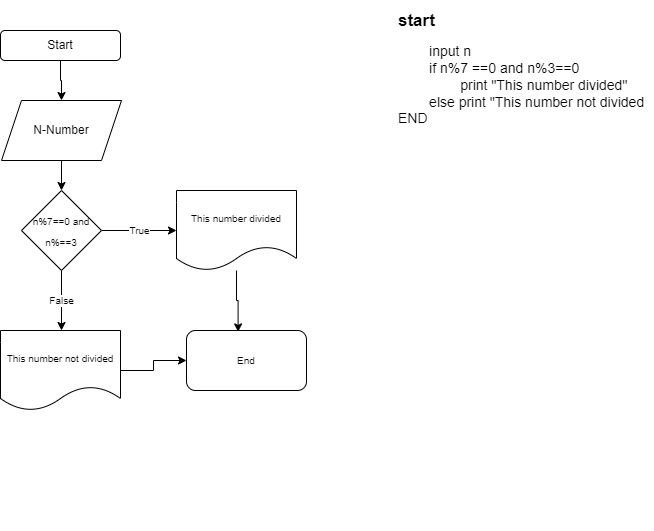 Start
N-Number
n%7==0 and
n%==3
True
This number divided
False
This number not divided
End
start
input n
if n%7 ==0 and n%3==0
print "This number divided"
else print "This number not divided
END